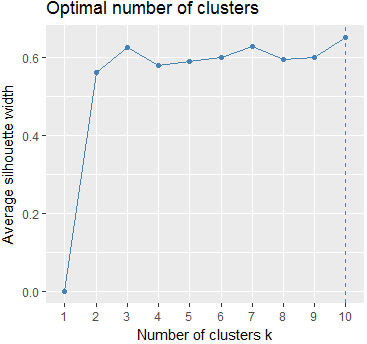 Optimal number of clusters
Average silhouette width
0.6
0.4
0.2
0.0
1 2 3 4 5 6 7 8 9 10
Number of clusters k